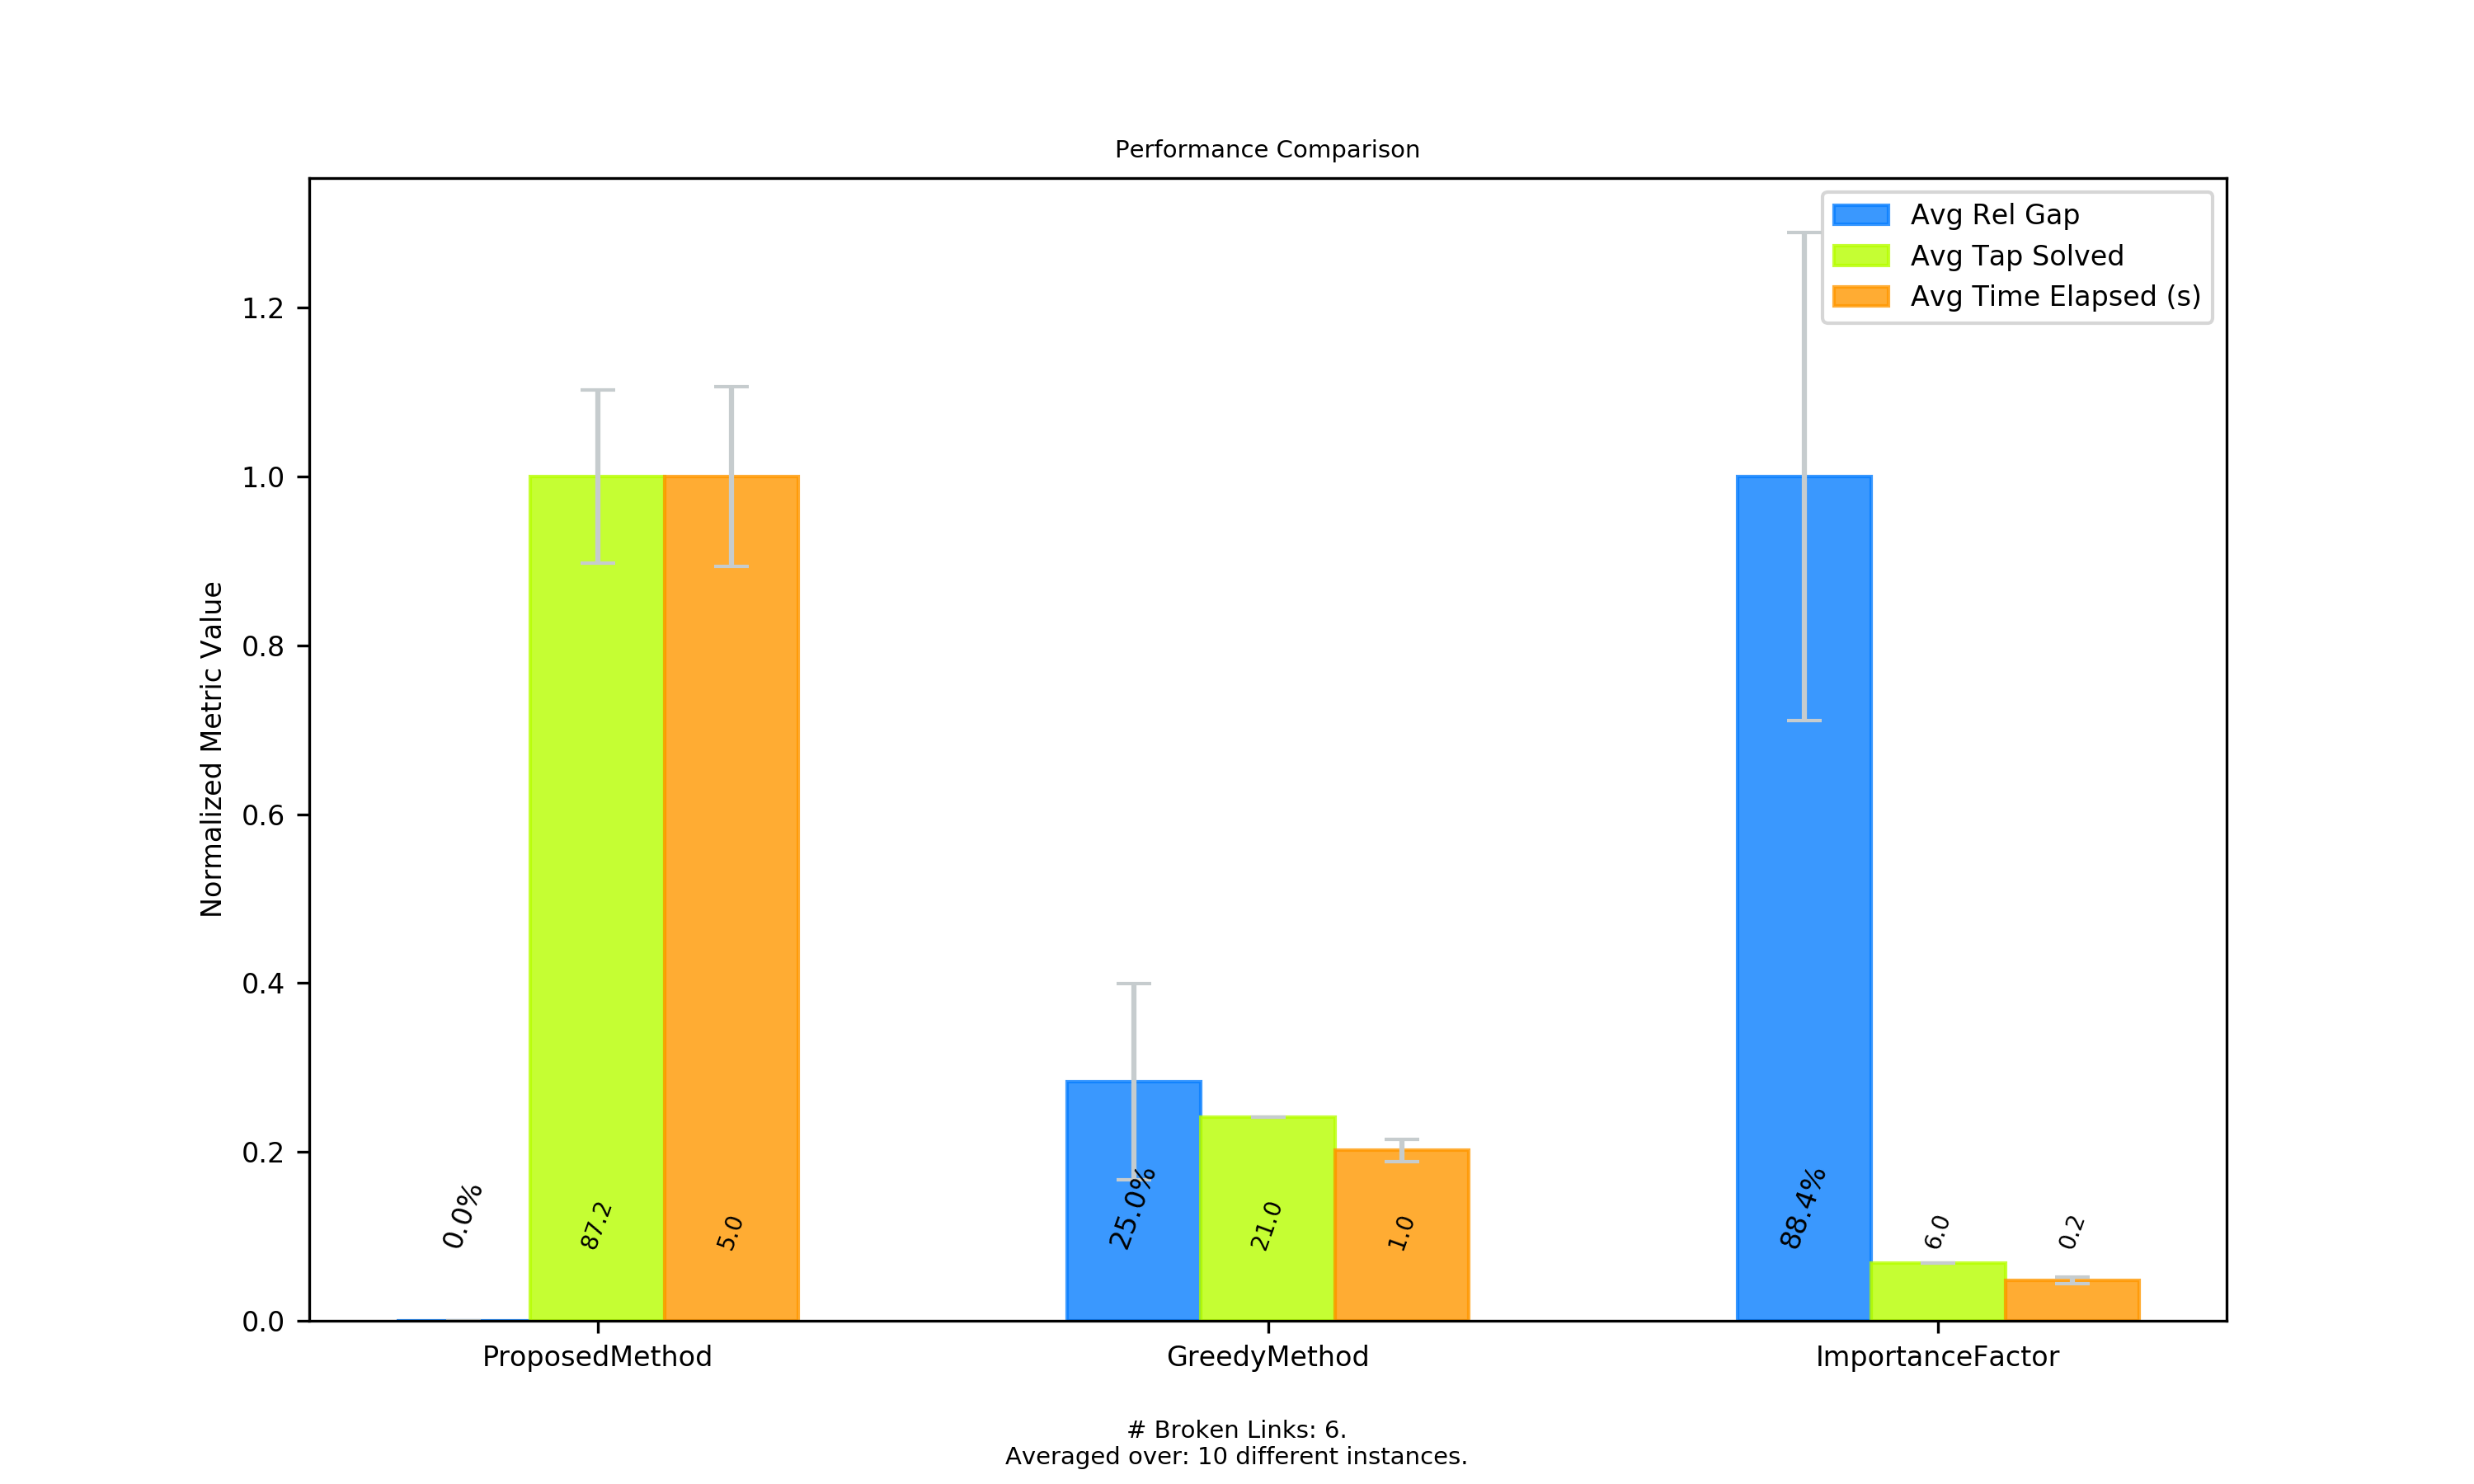 Performance Comparison
Avg Rel Gap
Avg Tap Solved
Avg Time Elapsed (s)
Normalized Metric Value
1.2
1.0
0.8
0.6
0.4
0.2
0.0
0.0%
87.2
5.0
25.0%
21.0
1.0
88.4%
6.0
0.2
ProposedMethod
GreedyMethod
ImportanceFactor
# Broken Links: 6.
Averaged over: 10 different instances.